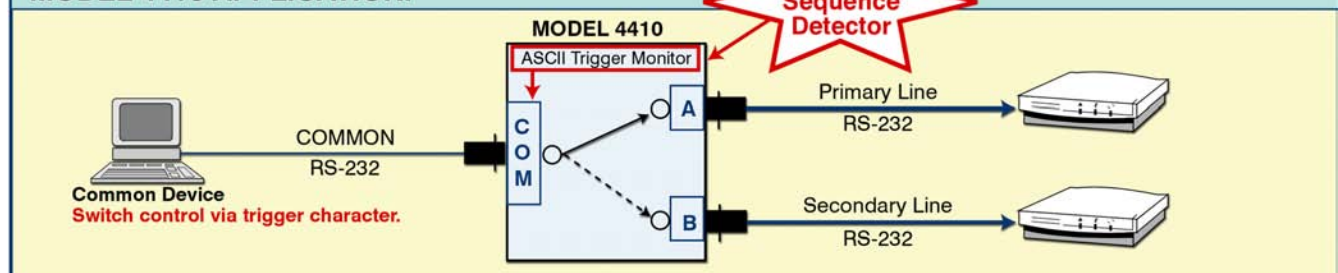 Sequence
Detector
MODEL 4410
ASCII Trigger Monitor
A
Primary Line
RS-232
COMMON
RS-232
C
O
M
Common Device
Switch control via trigger character.
B
Secondary Line
RS-232